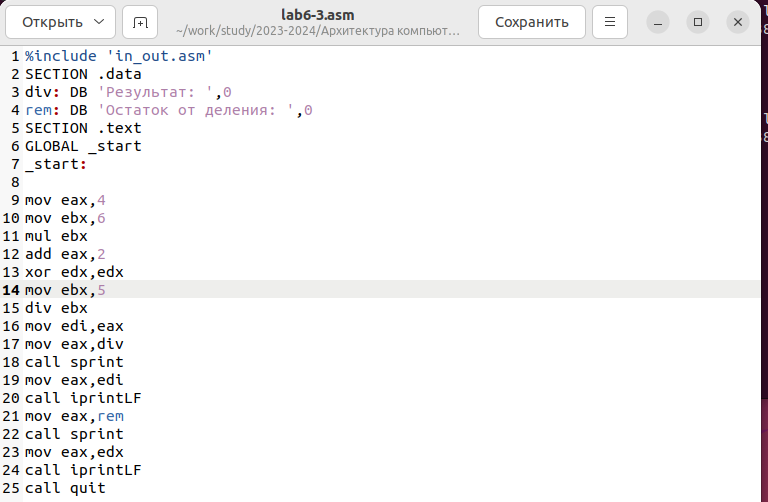 Открыть
lab6-3.asm
~/work/study/2023-2024/Архитектура компьют...
Сохранить
1 %include 'in_out.asm'
2 SECTION .data
3 div: DB 'Результат: ',0
4 rem: DB 'Остаток от деления: ',0
5 SECTION .text
6 GLOBAL _start
7 _start:
8
9 mov eax,4
10 mov ebx,6
11 mul ebx
12 add eax,2
13 xor edx,edx
14 mov ebx,5
15 div ebx
16 mov edi,eax
17 mov eax,div
18 call sprint
19 mov eax,edi
20 call iprintLF
21 mov eax,rem
22 call sprint
23 mov eax,edx
24 call iprintLF
25 call quit